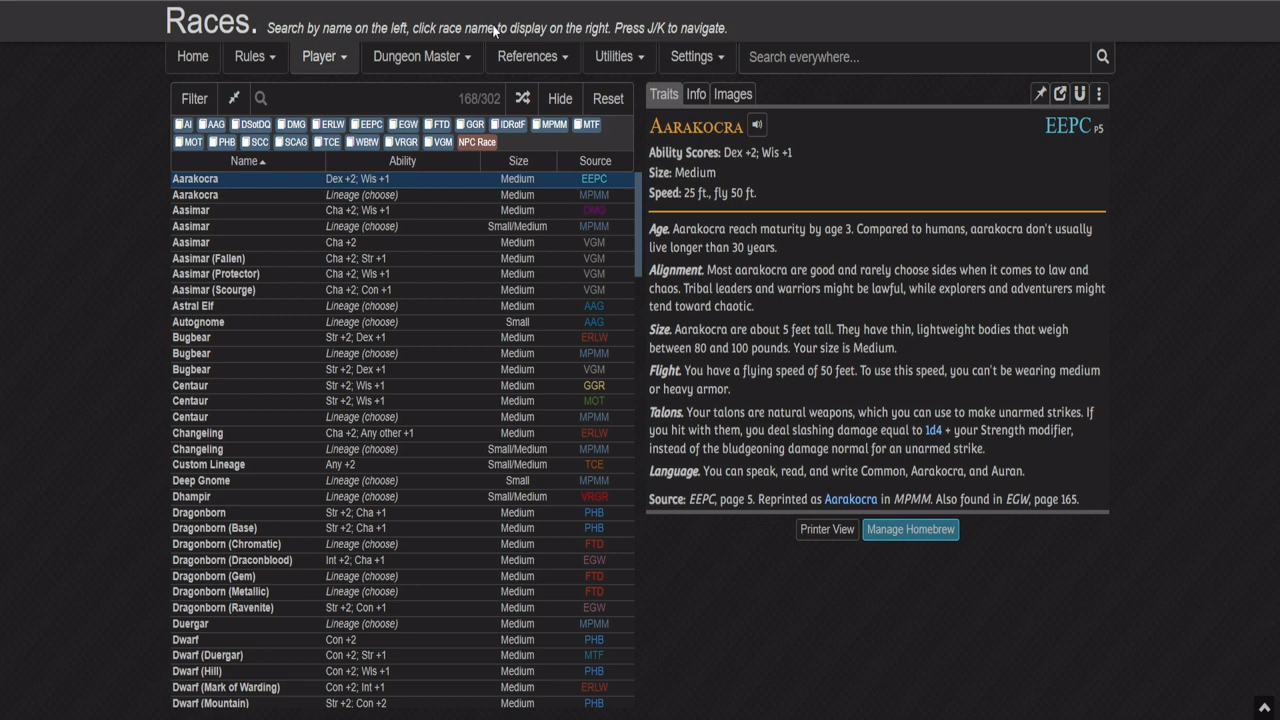 Races. Search by name on the left, click race name to display on the right. Press J/K to navigate.
Home Rules Player Dungeon Master References Utilities Settings Search everywhere...
Filter 168/302 Hide Reset
AI AAG DSotDQ DMG ERLW EEPC EGW FTD GGR IDRotF MPMM MTF
MOT PHB SCC SCAG TCE WBtW VRGR VGM NPC Race
Name Ability Size Source
Aarakocra Dex +2; Wis +1 Medium EEPC
Aarakocra Lineage (choose) Medium MPMM
Aasimar Cha +2; Wis +1 Medium DMG
Aasimar Lineage (choose) Small/Medium MPMM
Aasimar Cha +2 Medium VGM
Aasimar (Fallen) Cha +2; Str +1 Medium VGM
Aasimar (Protector) Cha +2; Wis +1 Medium VGM
Aasimar (Scourge) Cha +2; Con +1 Medium VGM
Astral Elf Lineage (choose) Medium AAG
Autognome Lineage (choose) Small AAG
Bugbear Str +2; Dex +1 Medium ERLW
Bugbear Lineage (choose) Medium MPMM
Bugbear Str +2; Dex +1 Medium VGM
Centaur Str +2; Wis +1 Medium GGR
Centaur Str +2; Wis +1 Medium MOT
Centaur Lineage (choose) Medium MPMM
Changeling Cha +2; Any other +1 Medium ERLW
Changeling Lineage (choose) Small/Medium MPMM
Custom Lineage Any +2 Small/Medium TCE
Deep Gnome Lineage (choose) Small MPMM
Dhampir Lineage (choose) Small/Medium VRGR
Dragonborn Str +2; Cha +1 Medium PHB
Dragonborn (Base) Str +2; Cha +1 Medium PHB
Dragonborn (Chromatic) Lineage (choose) Medium FTD
Dragonborn (Draconblood) Int +2; Cha +1 Medium EGW
Dragonborn (Gem) Lineage (choose) Medium FTD
Dragonborn (Metallic) Lineage (choose) Medium FTD
Dragonborn (Ravenite) Str +2; Con +1 Medium EGW
Duergar Lineage (choose) Medium MPMM
Dwarf Con +2 Medium PHB
Dwarf (Duergar) Con +2; Str +1 Medium MTF
Dwarf (Hill) Con +2; Wis +1 Medium PHB
Dwarf (Mark of Warding) Con +2; Int +1 Medium ERLW
Dwarf (Mountain) Str +2; Con +2 Medium PHB
Traits Info Images
Aarakocra EEPC p5
Ability Scores: Dex +2; Wis +1
Size: Medium
Speed: 25 ft., fly 50 ft.
Age. Aarakocra reach maturity by age 3. Compared to humans, aarakocra don't usually
live longer than 30 years.
Alignment. Most aarakocra are good and rarely choose sides when it comes to law and
chaos. Tribal leaders and warriors might be lawful, while explorers and adventurers might
tend toward chaotic.
Size. Aarakocra are about 5 feet tall. They have thin, lightweight bodies that weigh
between 80 and 100 pounds. Your size is Medium.
Flight. You have a flying speed of 50 feet. To use this speed, you can't be wearing medium
or heavy armor.
Talons. Your talons are natural weapons, which you can use to make unarmed strikes. If
you hit with them, you deal slashing damage equal to 1d4 + your Strength modifier,
instead of the bludgeoning damage normal for an unarmed strike.
Language. You can speak, read, and write Common, Aarakocra, and Auran.
Source: EEPC, page 5. Reprinted as Aarakocra in MPMM. Also found in EGW, page 165.
Printer View Manage Homebrew